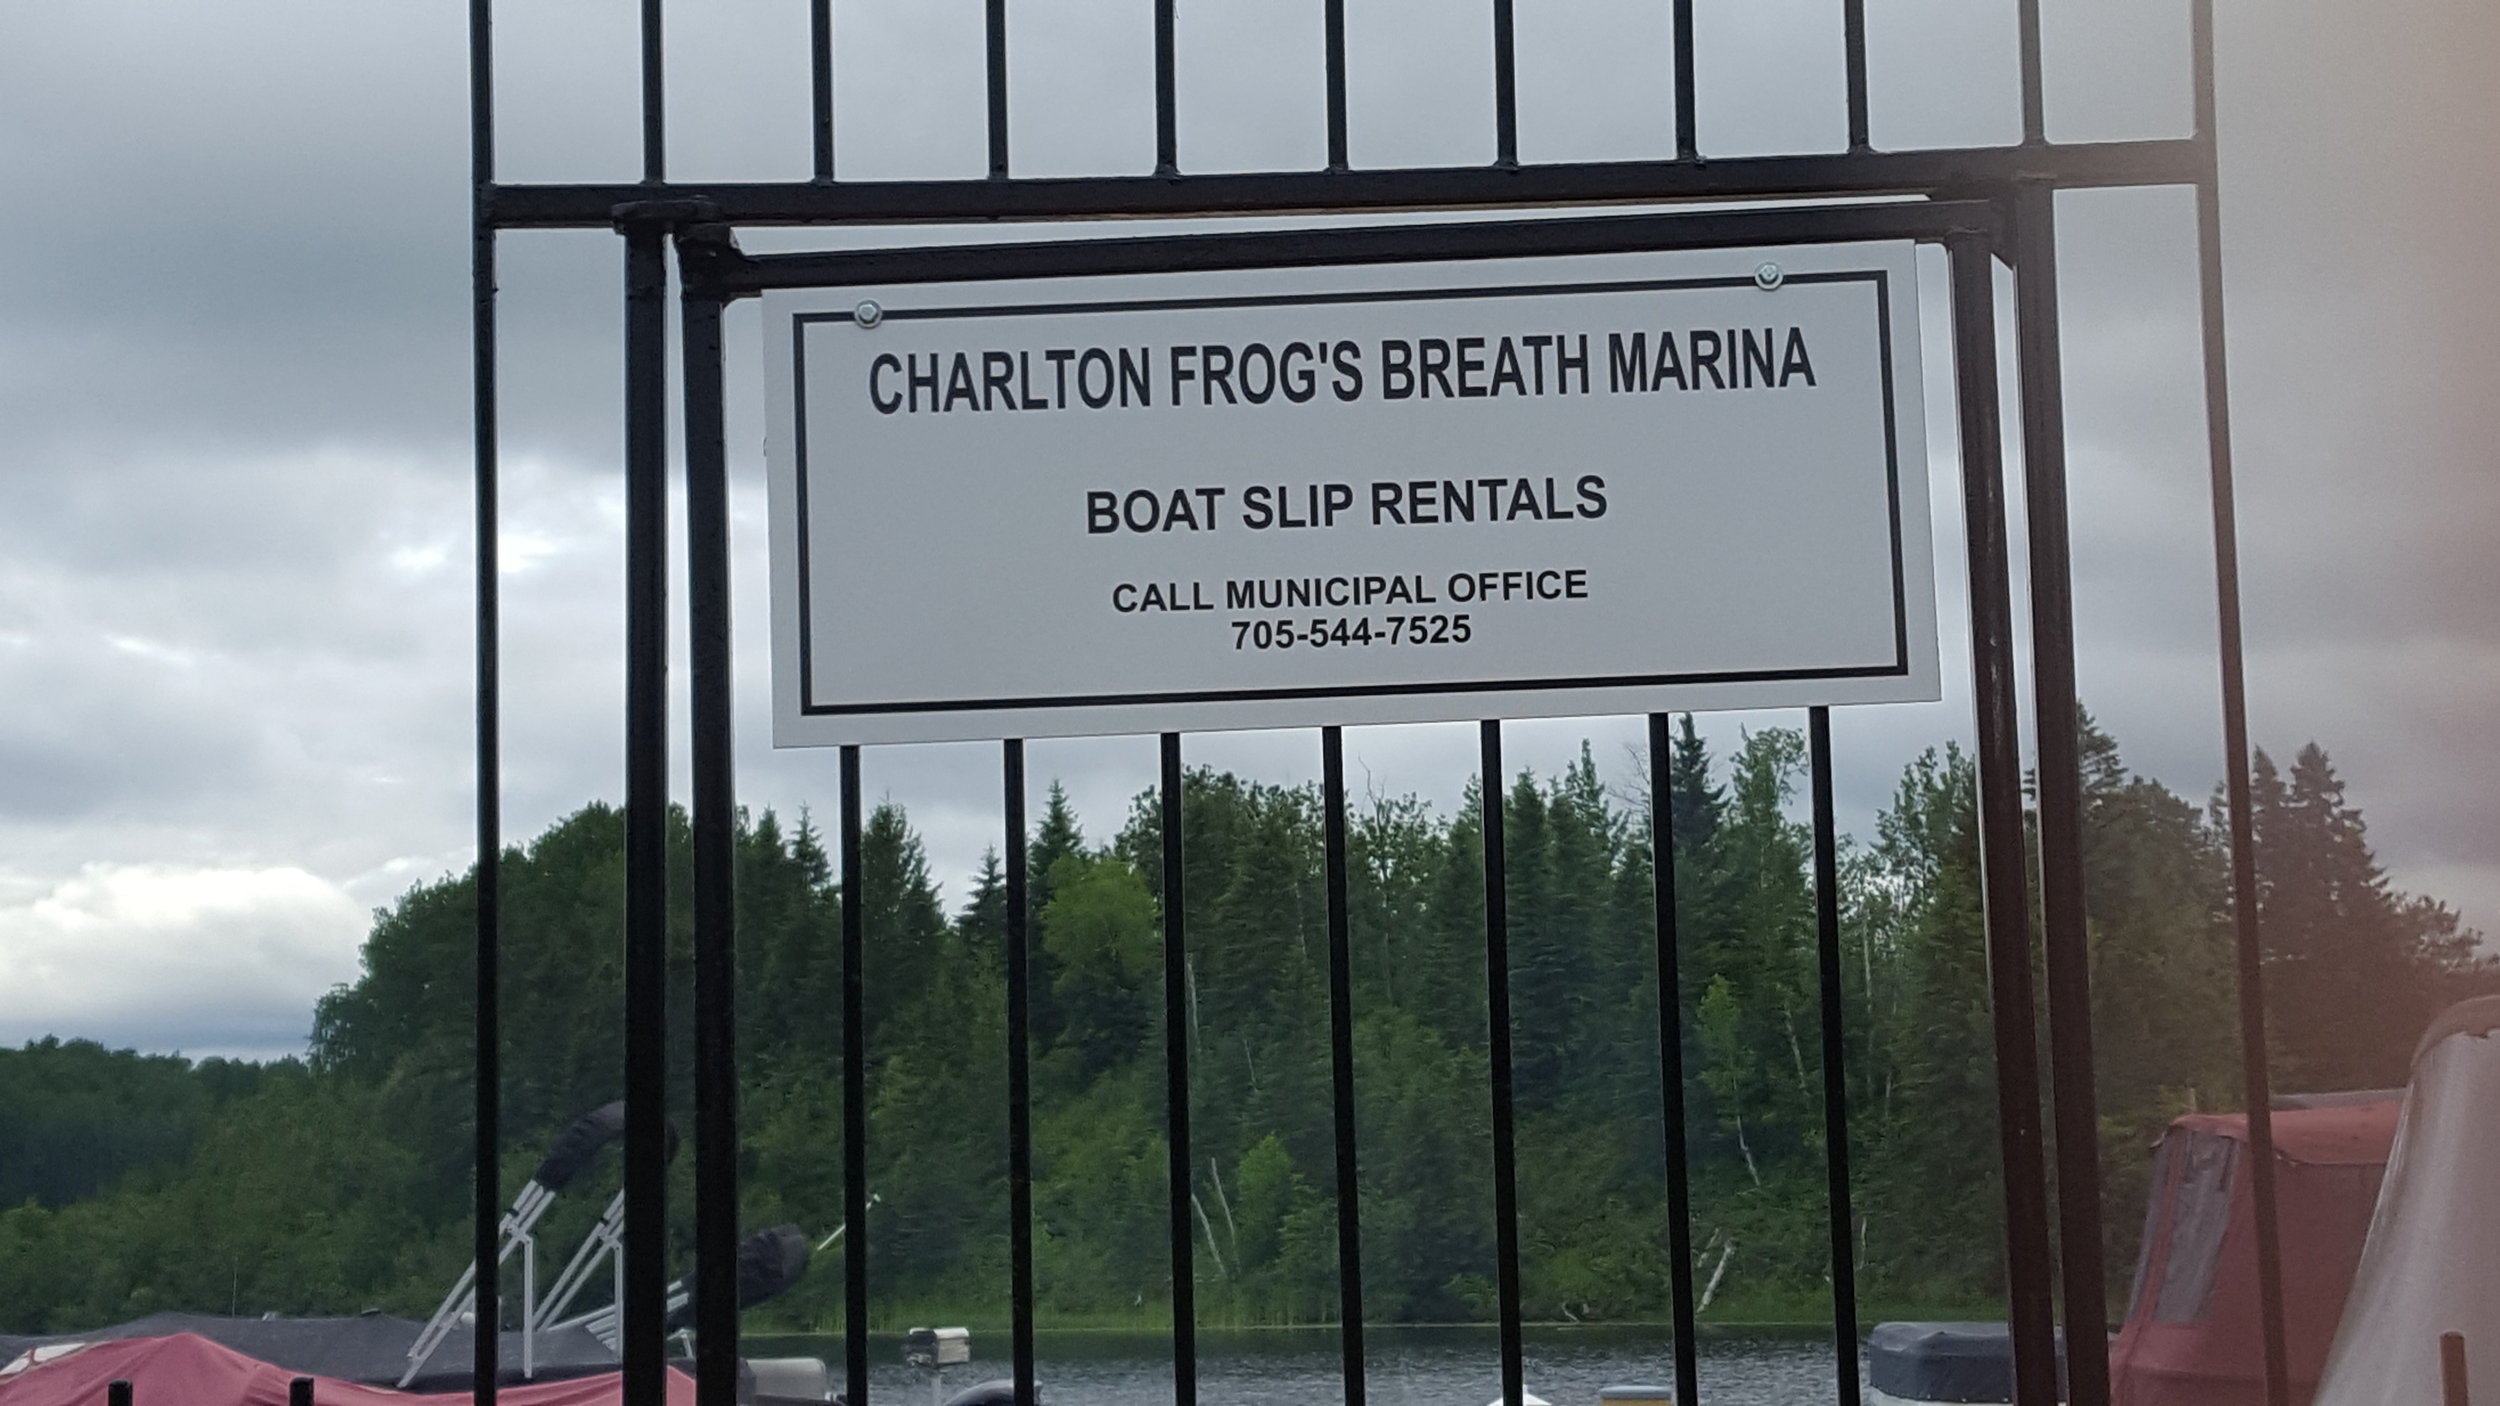 CHARLTON FROG'S BREATH MARINA
BOAT SLIP RENTALS
CALL MUNICIPAL OFFICE
705-544-7525